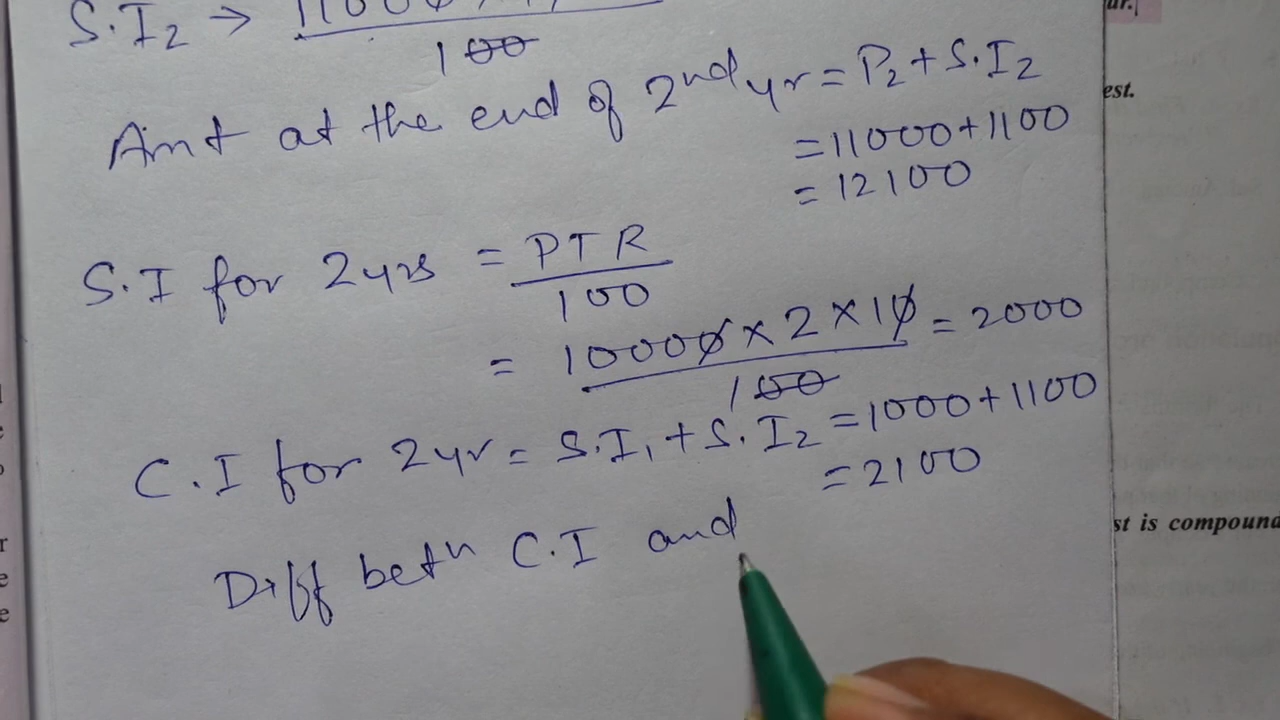 S.I2 →
100
Amt at the end of 2nd yr = P2 + S.I2
= 11000 + 1100
= 12100
S.I for 2yrs = PTR
100
= 10000 × 2 × 10 = 2000
100
C.I for 2yr = S.I1 + S.I2 = 1000 + 1100
= 2100
Diff betn C.I and
est.
st is compound